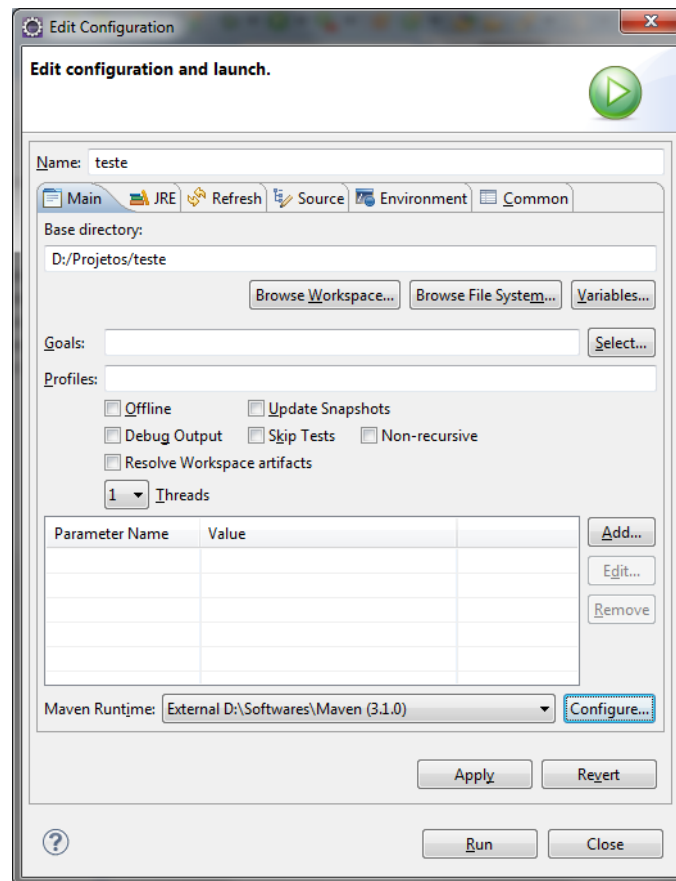 Edit Configuration
Edit configuration and launch.
Name: teste
Main JRE Refresh Source Environment Common
Base directory:
D:/Projetos/teste
Browse Workspace... Browse File System... Variables...
Goals: Select...
Profiles:
Offline Update Snapshots
Debug Output Skip Tests Non-recursive
Resolve Workspace artifacts
1 Threads
Parameter Name Value Add...
Edit...
Remove
Maven Runtime: External D:\Softwares\Maven (3.1.0) Configure...
Apply Revert
? Run Close